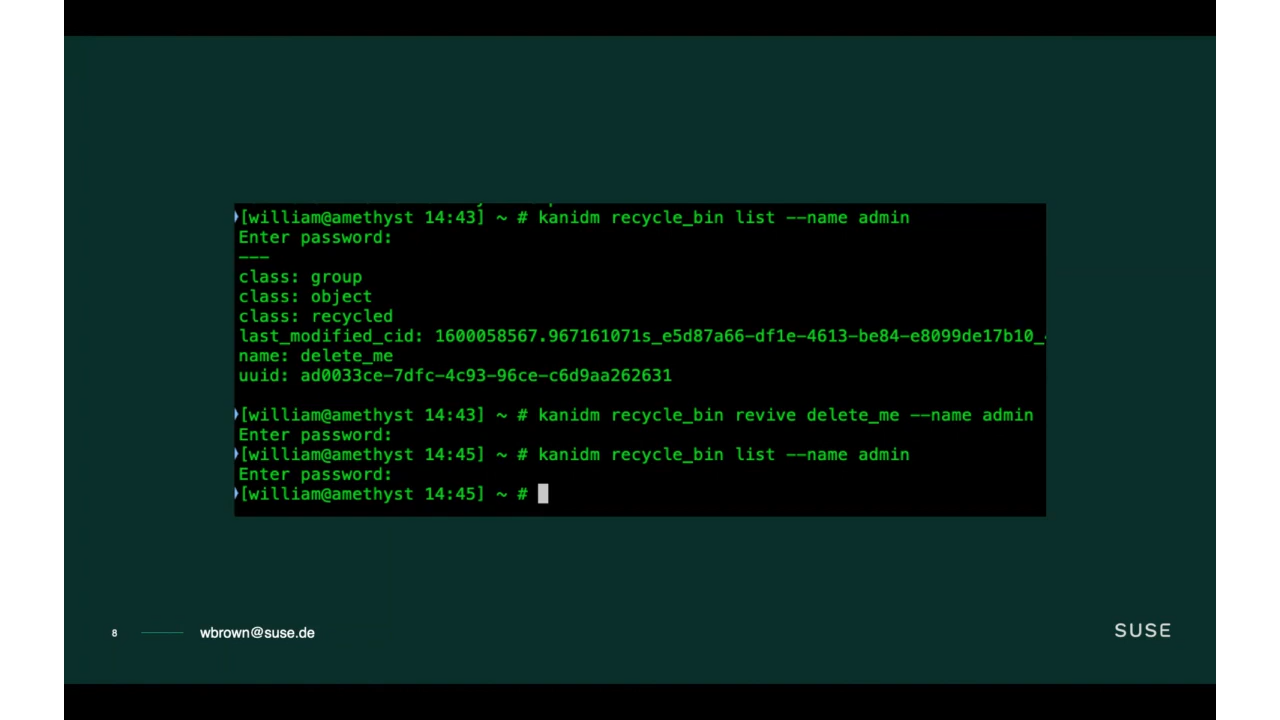 [william@amethyst 14:43] ~ # kanidm recycle_bin list --name admin
Enter password:
---
class: group
class: object
class: recycled
last_modified_cid: 1600058567.967161071s_e5d87a66-df1e-4613-be84-e8099de17b10_
name: delete_me
uuid: ad0033ce-7dfc-4c93-96ce-c6d9aa262631
[william@amethyst 14:43] ~ # kanidm recycle_bin revive delete_me --name admin
Enter password:
[william@amethyst 14:45] ~ # kanidm recycle_bin list --name admin
Enter password:
[william@amethyst 14:45] ~ #
8
wbrown@suse.de
SUSE